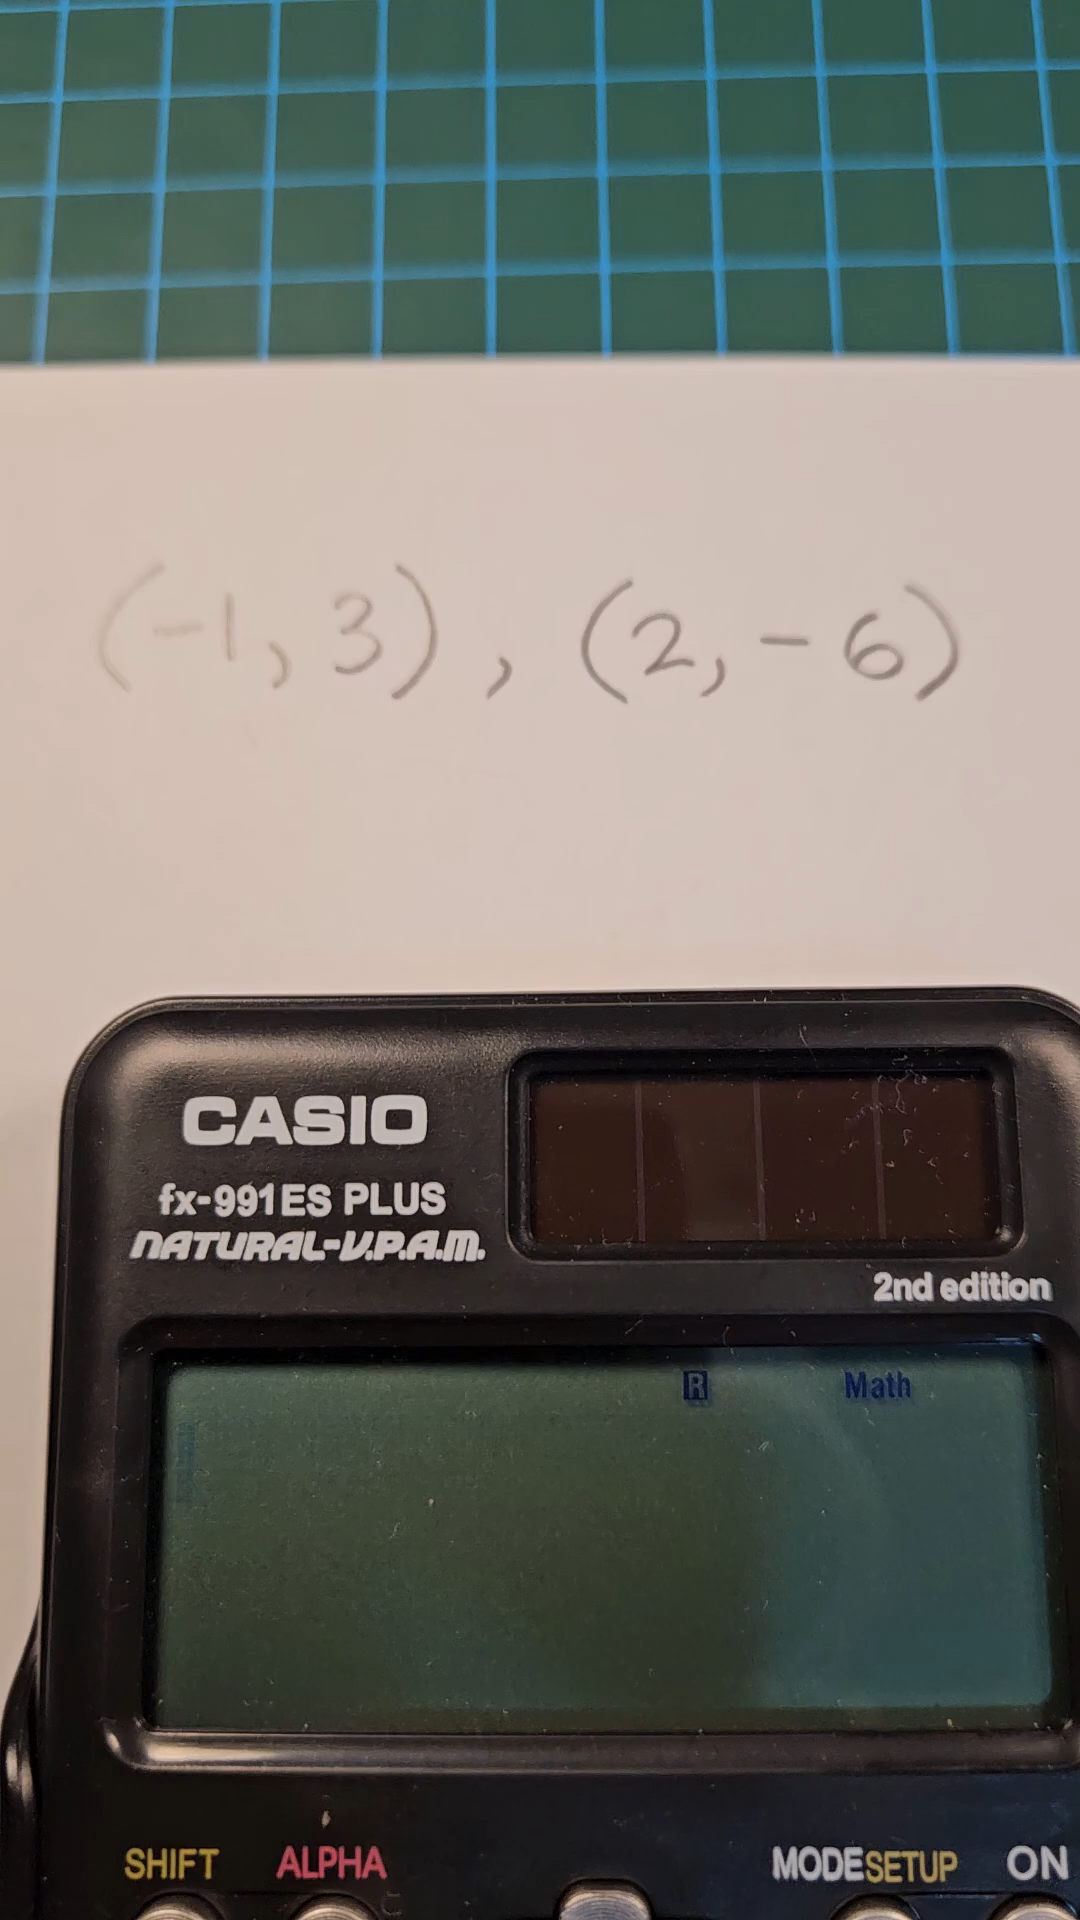 (-1, 3), (2, -6)
CASIO
fx-991ES PLUS
NATURAL-V.P.A.M.
2nd edition
R Math
SHIFT ALPHA MODE SETUP ON